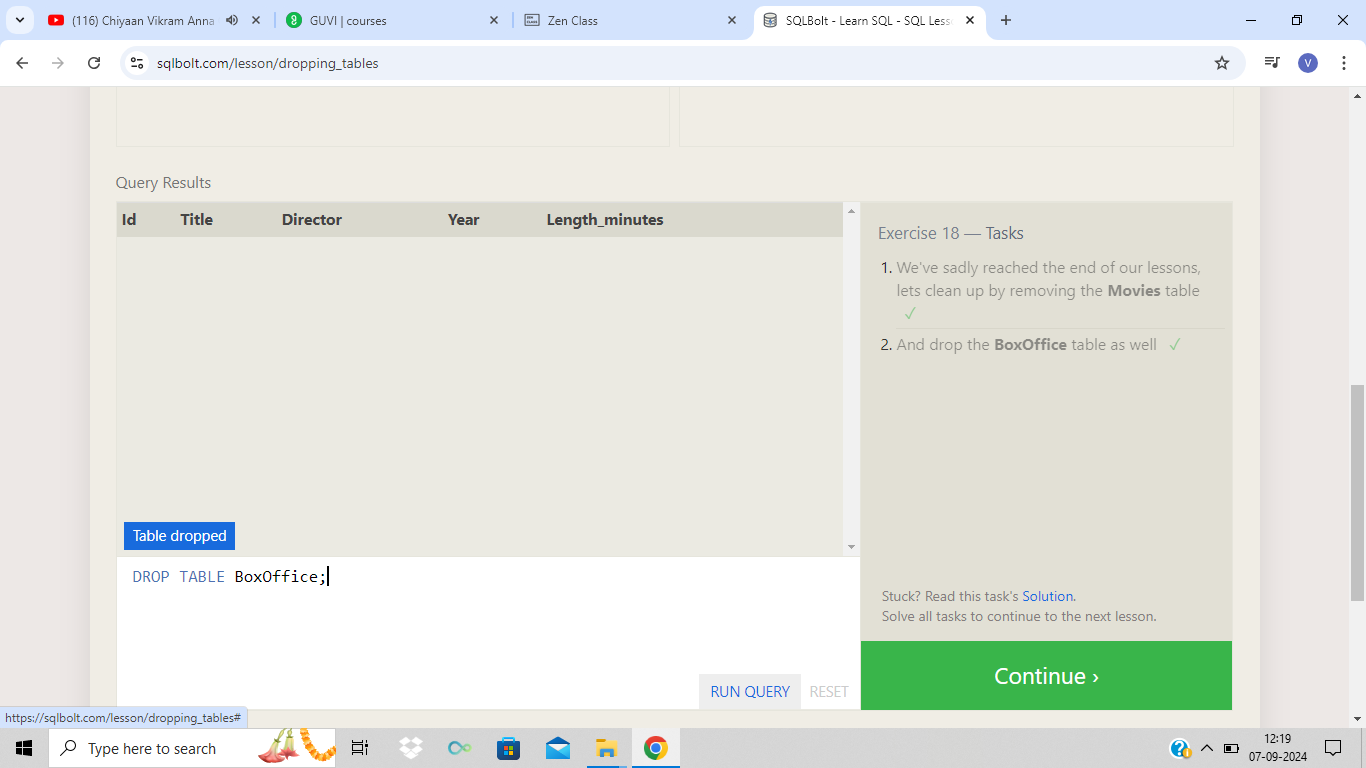 (116) Chiyaan Vikram Anna
GUVI | courses
Zen Class
SQLBolt - Learn SQL - SQL Less
sqlbolt.com/lesson/dropping_tables
V
Query Results
Id Title Director Year Length_minutes
Exercise 18 — Tasks
1. We've sadly reached the end of our lessons,
lets clean up by removing the Movies table
✓
2. And drop the BoxOffice table as well ✓
Table dropped
DROP TABLE BoxOffice;
Stuck? Read this task's Solution.
Solve all tasks to continue to the next lesson.
RUN QUERY RESET
Continue ›
https://sqlbolt.com/lesson/dropping_tables#
Type here to search
12:19
07-09-2024